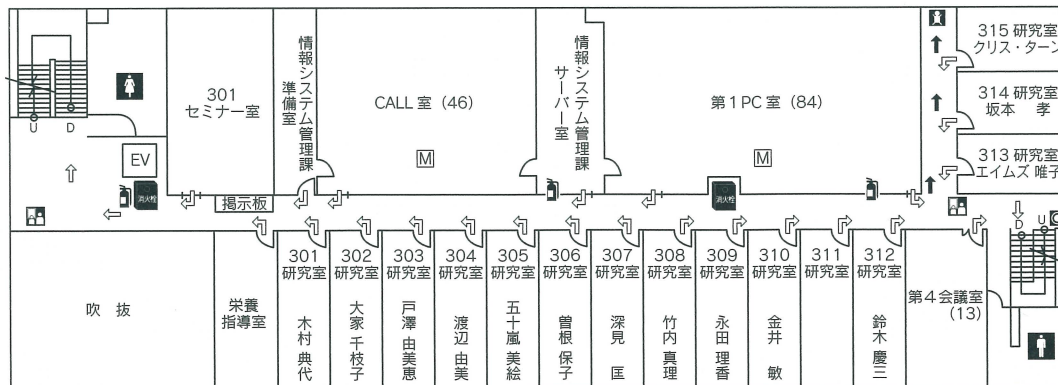 301
セミナー室
情報システム管理課
準備室
CALL 室 (46)
情報システム管理課
サーバー室
第1PC 室 (84)
315 研究室
クリス・ターン
314 研究室
坂本 孝
313 研究室
エイムズ 唯子
U
D
EV
M
M
消火栓
掲示板
消火栓
D
U
吹 抜
栄養
指導室
301
研究室
木村 典代
302
研究室
大家 千枝子
303
研究室
戸澤 由美恵
304
研究室
渡辺 由美
305
研究室
五十嵐 美絵
306
研究室
曽根 保子
307
研究室
深見 匡
308
研究室
竹内 真理
309
研究室
永田 理香
310
研究室
金井 敏
311
研究室
312
研究室
鈴木 慶三
第4会議室
(13)